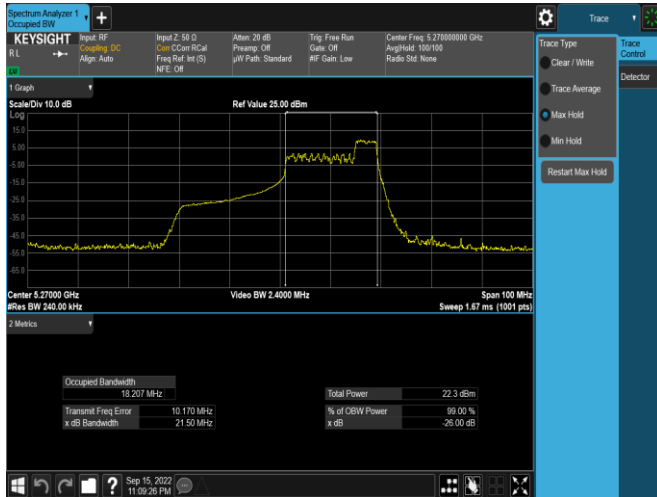 Spectrum Analyzer 1
Occupied BW
Trace
KEYSIGHT
RL
LV
Input: RF
Coupling: DC
Align: Auto
Input Z: 50 Ω
Corr CCorr RCal
Freq Ref: Int (S)
NFE: Off
Atten: 20 dB
Preamp: Off
µW Path: Standard
Trig: Free Run
Gate: Off
#IF Gain: Low
Center Freq: 5.270000000 GHz
Avg|Hold: 100/100
Radio Std: None
Trace Type
Clear / Write
Trace Average
Max Hold
Min Hold
Restart Max Hold
Trace
Control
Detector
1 Graph
Scale/Div 10.0 dB
Ref Value 25.00 dBm
Log
15.0
5.00
-5.00
-15.0
-25.0
-35.0
-45.0
-55.0
-65.0
Center 5.27000 GHz
#Res BW 240.00 kHz
Video BW 2.4000 MHz
Span 100 MHz
Sweep 1.67 ms (1001 pts)
2 Metrics
Occupied Bandwidth
18.207 MHz
Transmit Freq Error 10.170 MHz
x dB Bandwidth 21.50 MHz
Total Power 22.3 dBm
% of OBW Power 99.00 %
x dB -26.00 dB
Sep 15, 2022
11:09:26 PM